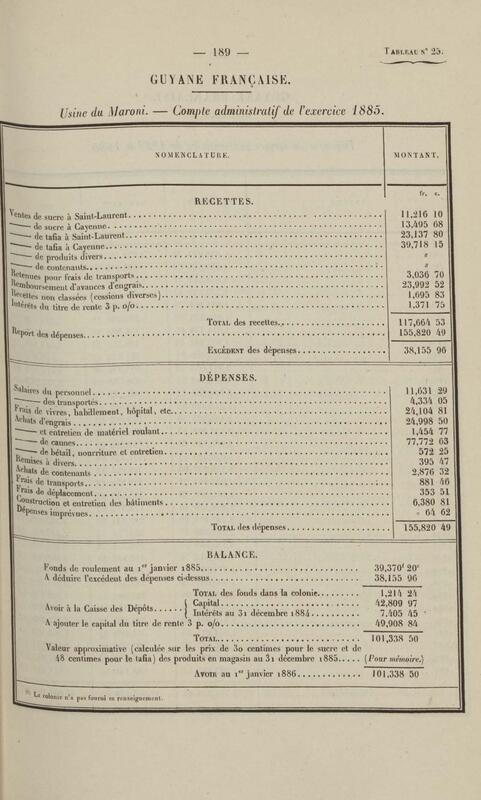 — 189 —
TABLEAU N° 25.
GUYANE FRANÇAISE.
Usine du Maroni. — Compte administratif de l'exercice 1885.
NOMENCLATURE. MONTANT.
fr. c.
RECETTES.
Ventes de sucre à Saint-Laurent 11,216 10
—— de sucre à Cayenne 13,495 68
—— de tafia à Saint-Laurent 23,137 80
—— de tafia à Cayenne 39,718 15
—— de produits divers "
—— de contenants "
Retenues pour frais de transports 3,036 70
Remboursement d'avances d'engrais 23,992 52
Recettes non classées (cessions diverses) 1,695 83
Intérêts du titre de rente 3 p. 0/0 1,371 75
TOTAL des recettes 117,664 53
Report des dépenses 155,820 49
EXCÉDENT des dépenses 38,155 96
DÉPENSES.
Salaires du personnel 11,631 29
—— des transportés 4,334 05
Frais de vivres, habillement, hôpital, etc. 24,104 81
Achats d'engrais 24,998 50
—— et entretien de matériel roulant 1,454 77
—— de cannes 77,772 63
—— de bétail, nourriture et entretien 572 25
Remises à divers 395 47
Achats de contenants 2,876 32
Frais de transports 881 46
Frais de déplacement 353 51
Construction et entretien des bâtiments 6,380 81
Dépenses imprévues 64 62
TOTAL des dépenses 155,820 49
BALANCE.
Fonds de roulement au 1er janvier 1885 39,370f 20c
A déduire l'excédent des dépenses ci-dessus 38,155 96
TOTAL des fonds dans la colonie 1,214 24
Avoir à la Caisse des Dépôts { Capital 42,809 97
Intérêts au 31 décembre 1884 7,405 45
A ajouter le capital du titre de rente 3 p. 0/0 49,908 84
TOTAL 101,338 50
Valeur approximative (calculée sur les prix de 30 centimes pour le sucre et de
48 centimes pour le tafia) des produits en magasin au 31 décembre 1885 (Pour mémoire.)
AVOIR au 1er janvier 1886 101,338 50
La colonie n'a pas fourni ce renseignement.